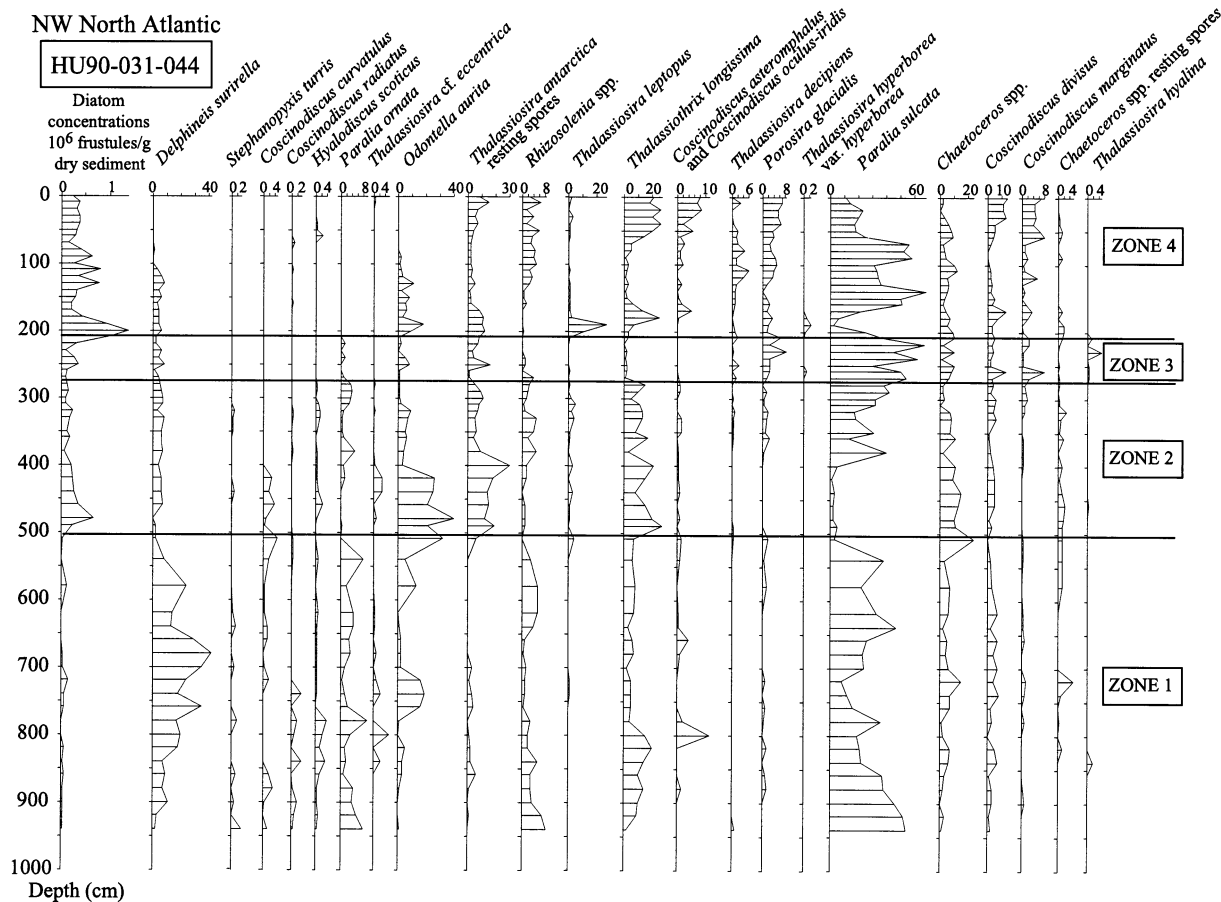 NW North Atlantic
HU90-031-044
Diatom
concentrations
10⁶ frustules/g
dry sediment
Delphineis surirella
Stephanopyxis turris
Coscinodiscus curvatulus
Coscinodiscus radiatus
Hyalodiscus scoticus
Paralia ornata
Thalassiosira cf. eccentrica
Odontella aurita
Thalassiosira antarctica
resting spores
Rhizosolenia spp.
Thalassiosira leptopus
Thalassiothrix longissima
Coscinodiscus asteromphalus
and Coscinodiscus oculus-iridis
Thalassiosira decipiens
Porosira glacialis
Thalassiosira hyperborea
var. hyperborea
Paralia sulcata
Chaetoceros spp.
Coscinodiscus divisus
Coscinodiscus marginatus
Chaetoceros spp. resting spores
Thalassiosira hyalina
0 1 0 40 0 2 0 4 0 2 0 4 0 8 0 4 0 40 0 30 0 8 0 20 0 20 0 10 0 6 0 8 0 2 0 60 0 20 0 10 0 8 0 4 0 4
0
100
200
300
400
500
600
700
800
900
1000
Depth (cm)
ZONE 4
ZONE 3
ZONE 2
ZONE 1